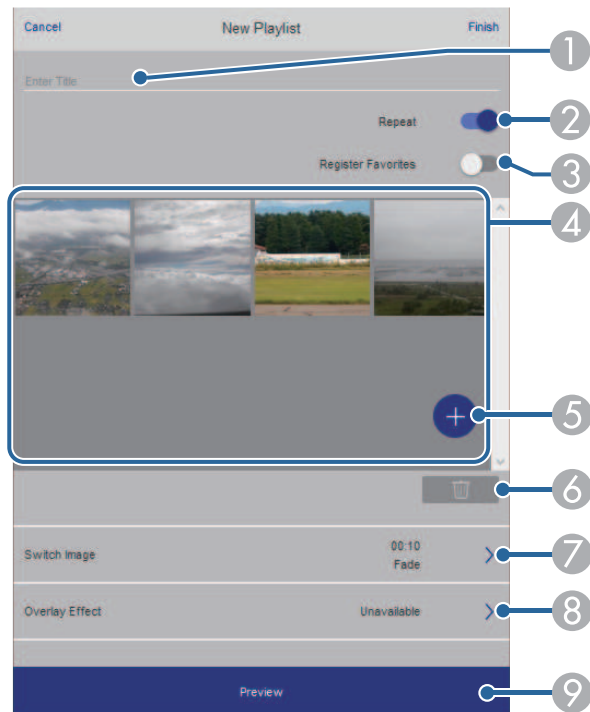 Cancel New Playlist Finish
1
Enter Title
Repeat
2
Register Favorites
3
4
5
6
Switch Image 00:10
Fade
7
Overlay Effect Unavailable
8
Preview
9